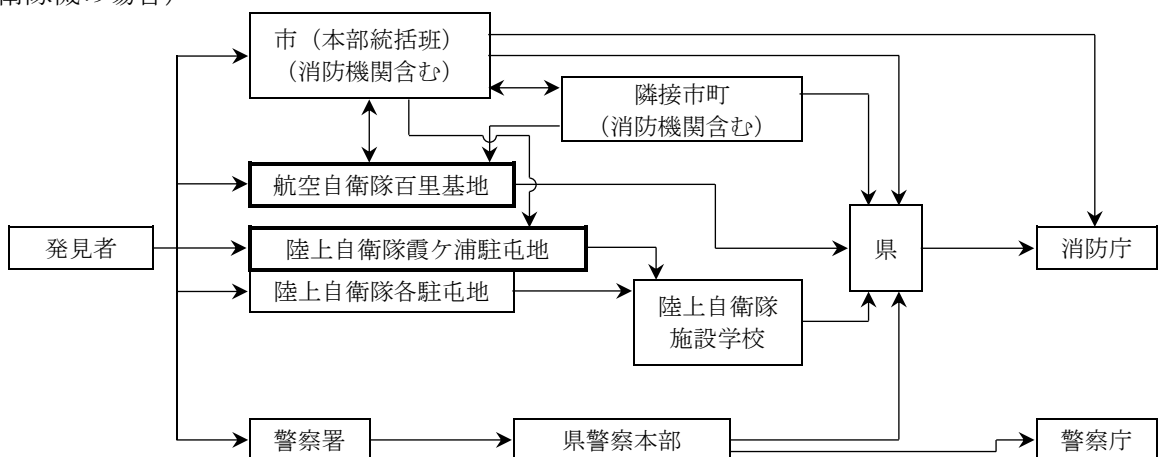 衛隊機の場合）
市（本部統括班）
（消防機関含む）
隣接市町
（消防機関含む）
航空自衛隊百里基地
発見者
陸上自衛隊霞ケ浦駐屯地
県
消防庁
陸上自衛隊各駐屯地
陸上自衛隊
施設学校
警察署
県警察本部
警察庁